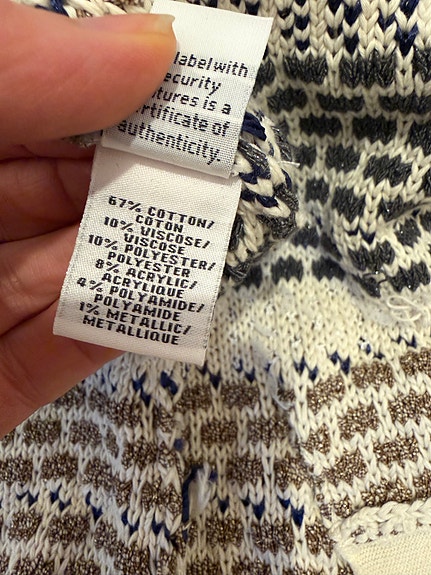 label with
ecurity
tures is a
rtificate of
authenticity.
67% COTTON/
COTON
10% VISCOSE/
VISCOSE
10% POLYESTER/
POLYESTER
8% ACRYLIC/
ACRYLIQUE
4% POLYAMIDE/
POLYAMIDE
1% METALLIC/
METALLIQUE